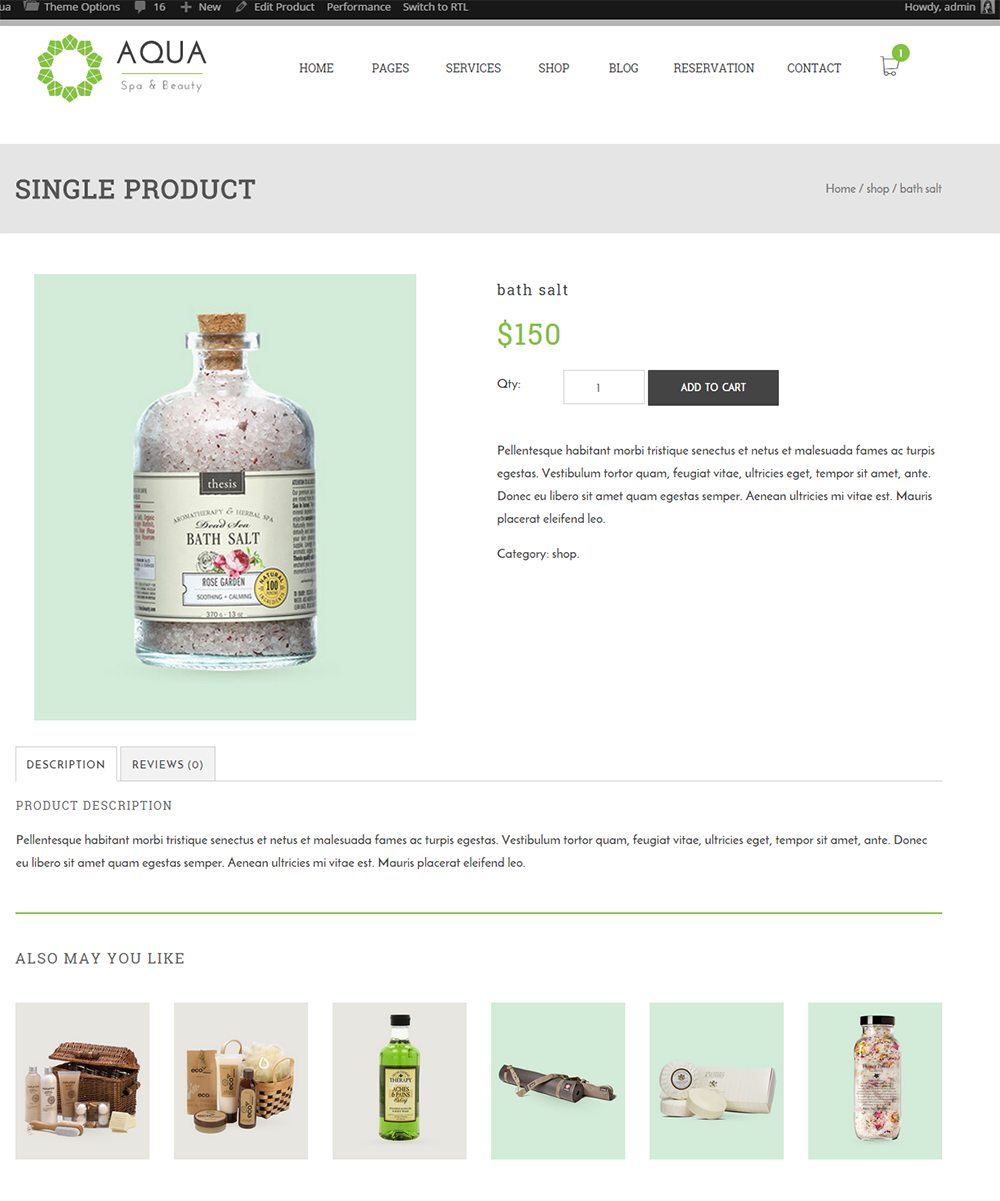 ua Theme Options 16 New Edit Product Performance Switch to RTL Howdy, admin
AQUA
Spa & Beauty
HOME PAGES SERVICES SHOP BLOG RESERVATION CONTACT 1
SINGLE PRODUCT
Home / shop / bath salt
bath salt
$150
Qty: 1 ADD TO CART
Pellentesque habitant morbi tristique senectus et netus et malesuada fames ac turpis
egestas. Vestibulum tortor quam, feugiat vitae, ultricies eget, tempor sit amet, ante.
Donec eu libero sit amet quam egestas semper. Aenean ultricies mi vitae est. Mauris
placerat eleifend leo.
Category: shop.
thesis
AROMATHERAPY & HERBAL SPA
Dead Sea
BATH SALT
ROSE GARDEN
SOOTHING + CALMING
NATURAL
100
INGREDIENTS
370 g - 13 oz
DESCRIPTION REVIEWS (0)
PRODUCT DESCRIPTION
Pellentesque habitant morbi tristique senectus et netus et malesuada fames ac turpis egestas. Vestibulum tortor quam, feugiat vitae, ultricies eget, tempor sit amet, ante. Donec
eu libero sit amet quam egestas semper. Aenean ultricies mi vitae est. Mauris placerat eleifend leo.
ALSO MAY YOU LIKE
eco
eco
eco
THERAPY
ACHES
& PAINS
Relief